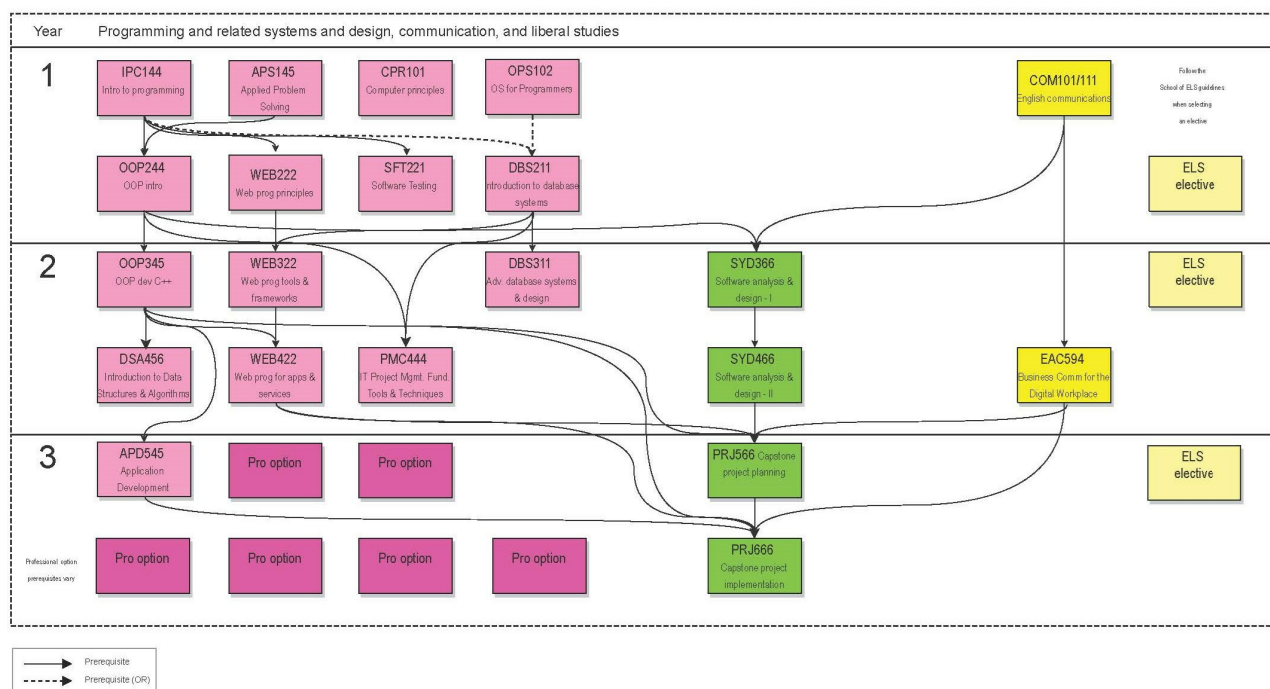 Year Programming and related systems and design, communication, and liberal studies
1
IPC144
Intro to programming
APS145
Applied Problem
Solving
CPR101
Computer principles
OPS102
OS for Programmers
COM101/111
English communications
Follow the
School of ELS guidelines
when selecting
an elective
OOP244
OOP intro
WEB222
Web prog principles
SFT221
Software Testing
DBS211
Introduction to database
systems
ELS
elective
2
OOP345
OOP dev C++
WEB322
Web prog tools &
frameworks
DBS311
Adv. database systems
& design
SYD366
Software analysis &
design - I
ELS
elective
DSA456
Introduction to Data
Structures & Algorithms
WEB422
Web prog for apps &
services
PMC444
IT Project Mgmt. Fund.
Tools & Techniques
SYD466
Software analysis &
design - II
EAC594
Business Comm for the
Digital Workplace
3
APD545
Application
Development
Pro option
Pro option
PRJ566 Capstone
project planning
ELS
elective
Professional option
prerequisites vary
Pro option
Pro option
Pro option
Pro option
PRJ666
Capstone project
implementation
Prerequisite
Prerequisite (OR)